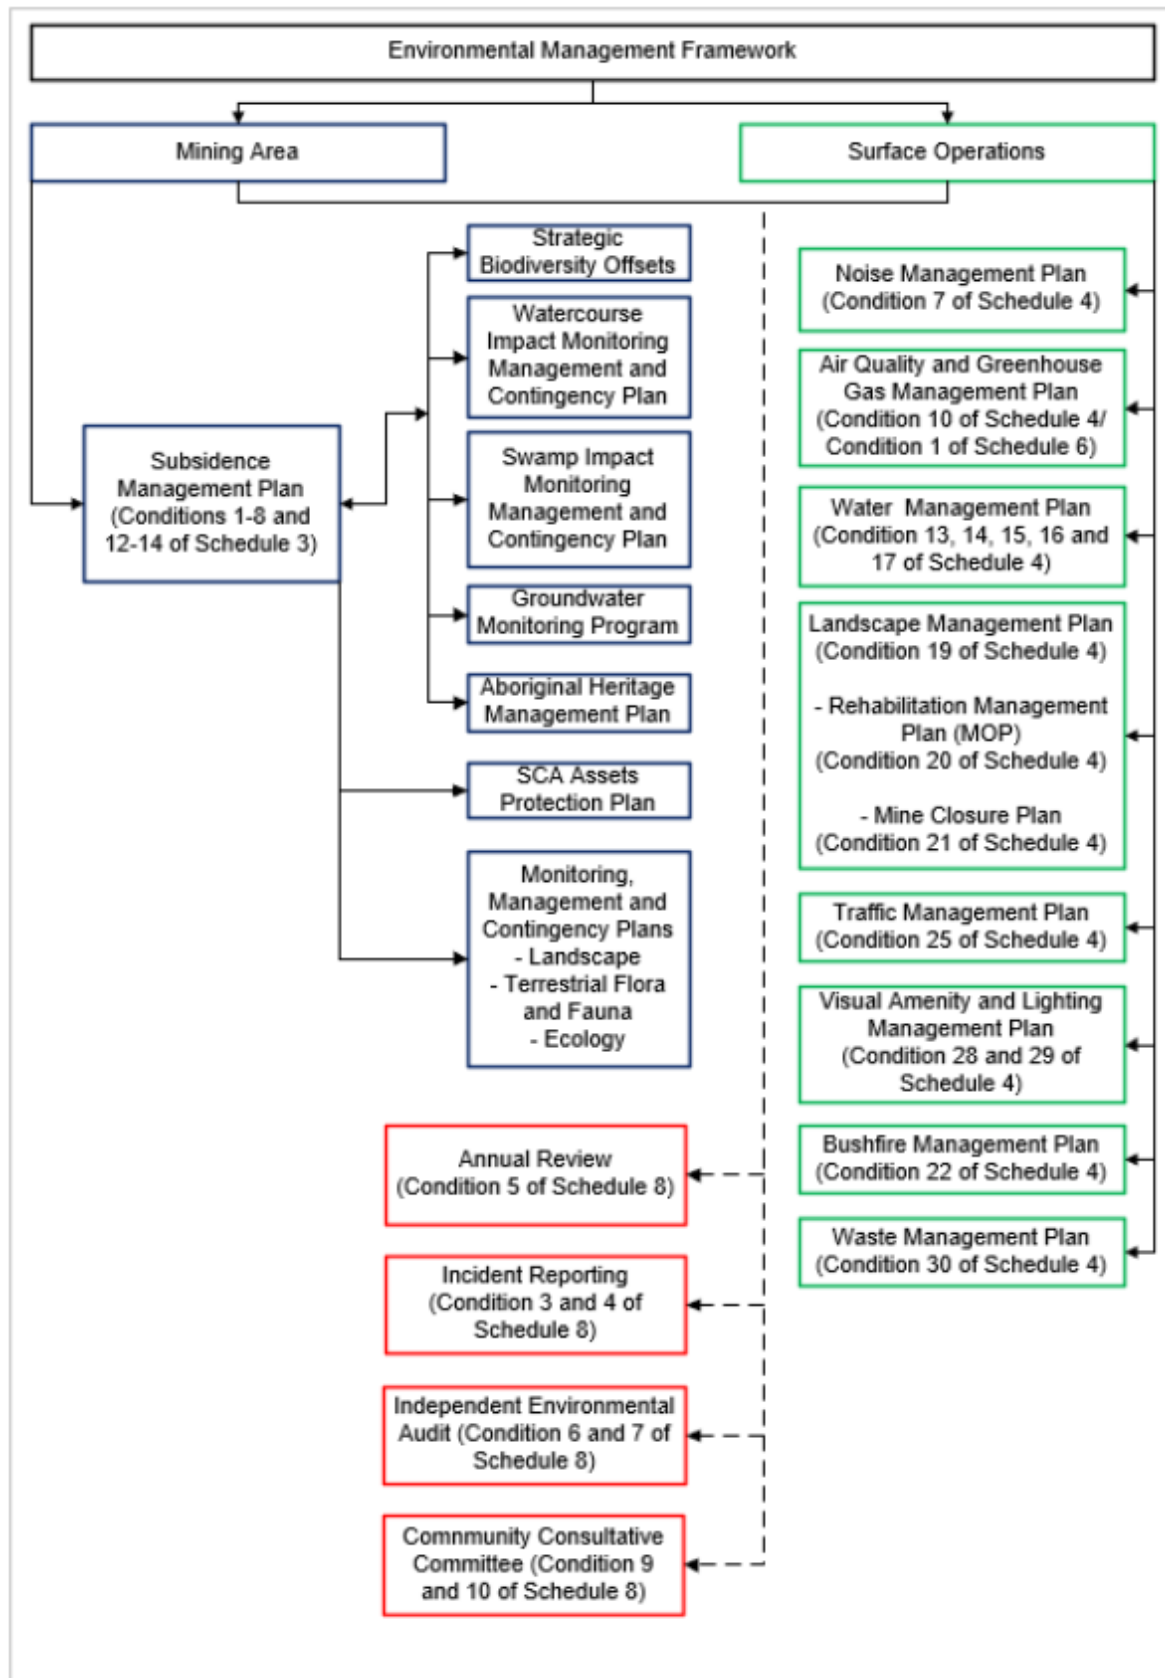 Environmental Management Framework
Mining Area
Surface Operations
Strategic
Biodiversity Offsets
Watercourse
Impact Monitoring
Management and
Contingency Plan
Subsidence
Management Plan
(Conditions 1-8 and
12-14 of Schedule 3)
Swamp Impact
Monitoring
Management and
Contingency Plan
Groundwater
Monitoring Program
Aboriginal Heritage
Management Plan
SCA Assets
Protection Plan
Monitoring,
Management and
Contingency Plans
- Landscape
- Terrestrial Flora
and Fauna
- Ecology
Noise Management Plan
(Condition 7 of Schedule 4)
Air Quality and Greenhouse
Gas Management Plan
(Condition 10 of Schedule 4/
Condition 1 of Schedule 6)
Water Management Plan
(Condition 13, 14, 15, 16 and
17 of Schedule 4)
Landscape Management Plan
(Condition 19 of Schedule 4)
- Rehabilitation Management
Plan (MOP)
(Condition 20 of Schedule 4)
- Mine Closure Plan
(Condition 21 of Schedule 4)
Traffic Management Plan
(Condition 25 of Schedule 4)
Visual Amenity and Lighting
Management Plan
(Condition 28 and 29 of
Schedule 4)
Bushfire Management Plan
(Condition 22 of Schedule 4)
Waste Management Plan
(Condition 30 of Schedule 4)
Annual Review
(Condition 5 of Schedule 8)
Incident Reporting
(Condition 3 and 4 of
Schedule 8)
Independent Environmental
Audit (Condition 6 and 7 of
Schedule 8)
Comnmunity Consultative
Committee (Condition 9
and 10 of Schedule 8)